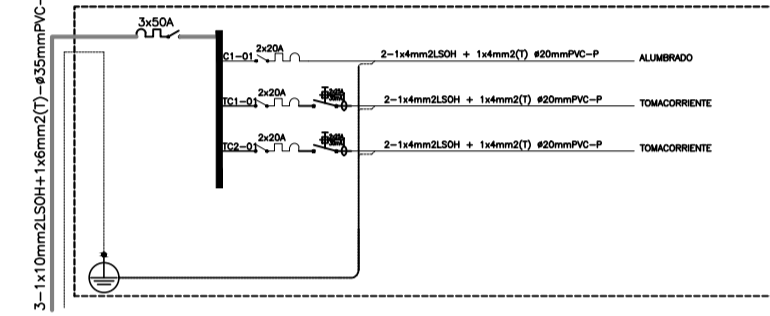 3-1x10mm2LSOH+1x6mm2(T)-ø35mmPVC-
3x50A
C1-01 2x20A 2-1x4mm2LSOH + 1x4mm2(T) ø20mmPVC-P ALUMBRADO
TC1-01 2x20A 2-1x4mm2LSOH + 1x4mm2(T) ø20mmPVC-P TOMACORRIENTE
TC2-01 2x20A 2-1x4mm2LSOH + 1x4mm2(T) ø20mmPVC-P TOMACORRIENTE